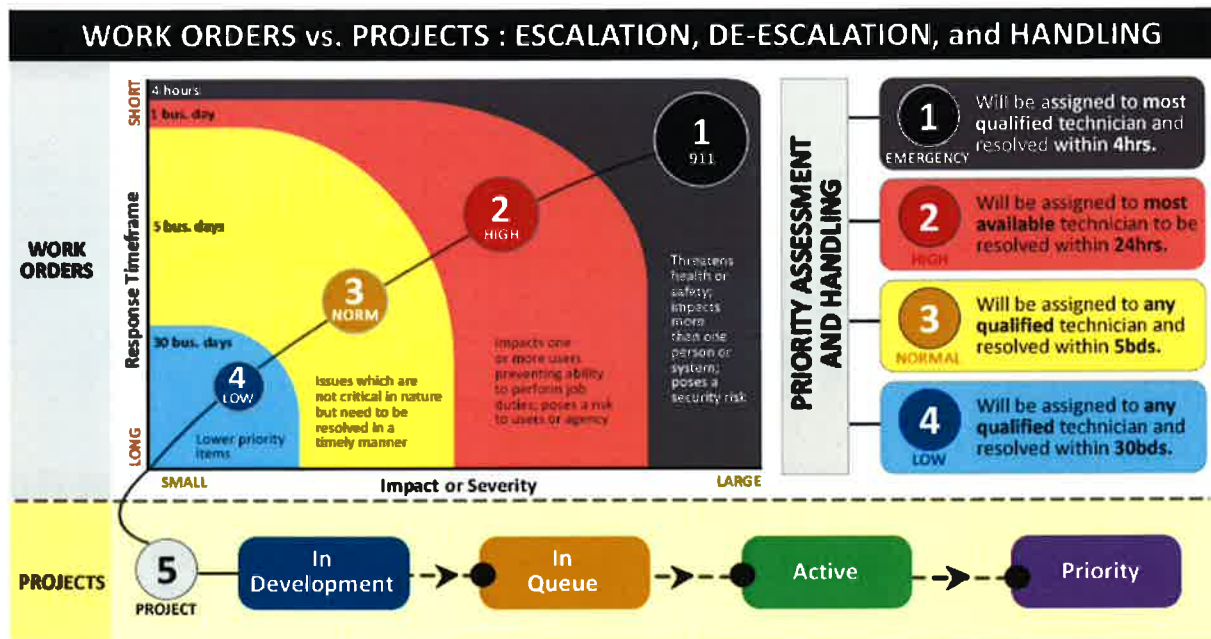 WORK ORDERS vs. PROJECTS : ESCALATION, DE-ESCALATION, and HANDLING
WORK
ORDERS
SHORT
Response Timeframe
LONG
4 hours
1 bus. day
5 bus. days
30 bus. days
1
911
2
HIGH
3
NORM
4
LOW
Lower priority
items
Issues which are
not critical in nature
but need to be
resolved in a
timely manner
Impacts one
or more users
preventing ability
to perform job
duties; poses a risk
to users or agency
Threatens
health or
safety;
impacts
more
than one
person or
system;
poses a
security risk
SMALL
Impact or Severity
LARGE
PRIORITY ASSESSMENT
AND HANDLING
1
EMERGENCY
Will be assigned to most
qualified technician and
resolved within 4hrs.
2
HIGH
Will be assigned to most
available technician to be
resolved within 24hrs.
3
NORMAL
Will be assigned to any
qualified technician and
resolved within 5bds.
4
LOW
Will be assigned to any
qualified technician and
resolved within 30bds.
PROJECTS
5
PROJECT
In
Development
In
Queue
Active
Priority